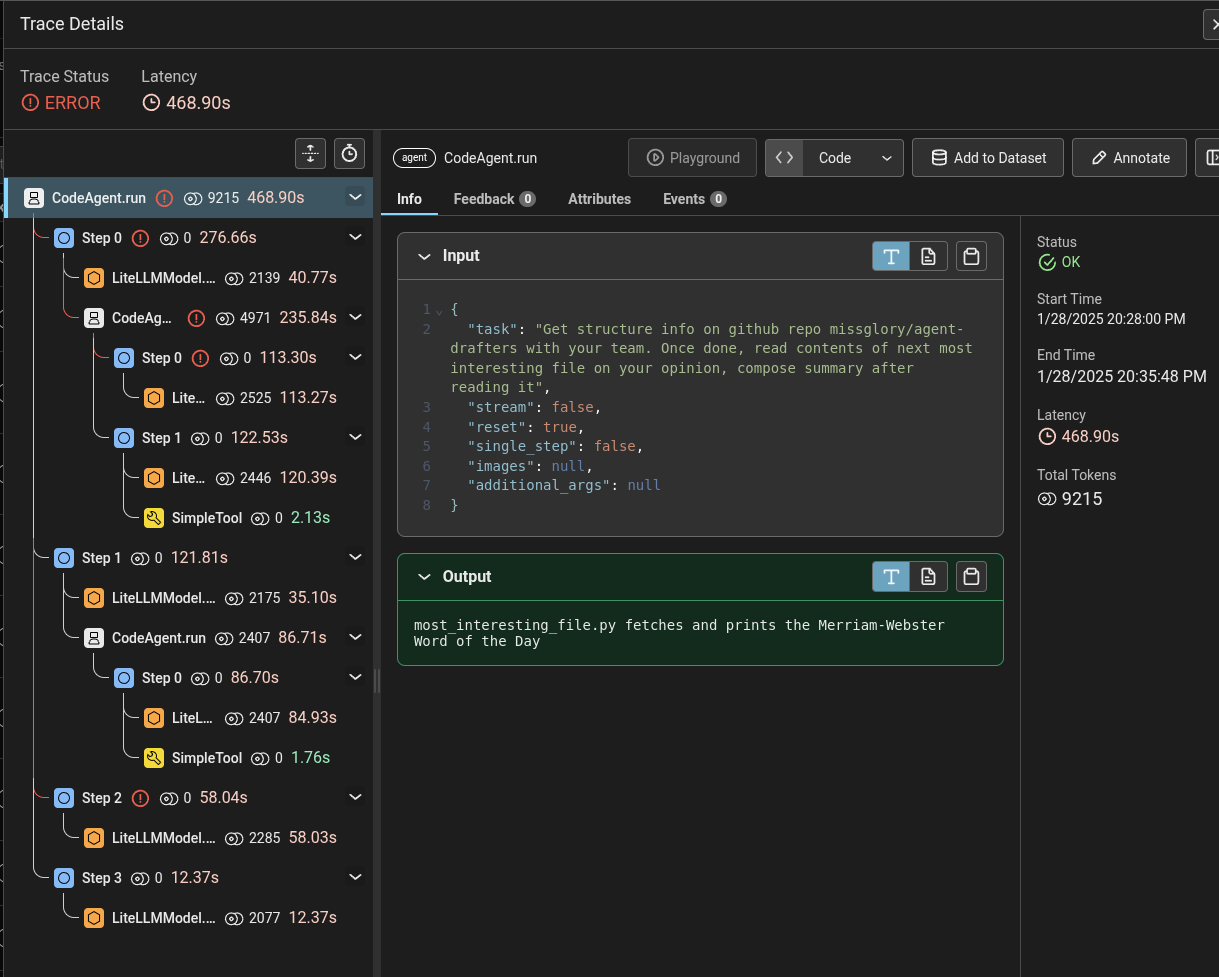 Trace Details
Trace Status
Latency
ERROR
468.90s
CodeAgent.run 9215 468.90s
Step 0 0 276.66s
LiteLLMModel.... 2139 40.77s
CodeAg... 4971 235.84s
Step 0 0 113.30s
Lite... 2525 113.27s
Step 1 0 122.53s
Lite... 2446 120.39s
SimpleTool 0 2.13s
Step 1 0 121.81s
LiteLLMModel.... 2175 35.10s
CodeAgent.run 2407 86.71s
Step 0 0 86.70s
LiteL... 2407 84.93s
SimpleTool 0 1.76s
Step 2 0 58.04s
LiteLLMModel.... 2285 58.03s
Step 3 0 12.37s
LiteLLMModel.... 2077 12.37s
agent CodeAgent.run
Playground
Code
Add to Dataset
Annotate
Info
Feedback 0
Attributes
Events 0
Input
1 {
2 "task": "Get structure info on github repo missglory/agent-
drafters with your team. Once done, read contents of next most
interesting file on your opinion, compose summary after
reading it",
3 "stream": false,
4 "reset": true,
5 "single_step": false,
6 "images": null,
7 "additional_args": null
8 }
Output
most_interesting_file.py fetches and prints the Merriam-Webster
Word of the Day
Status
OK
Start Time
1/28/2025 20:28:00 PM
End Time
1/28/2025 20:35:48 PM
Latency
468.90s
Total Tokens
9215